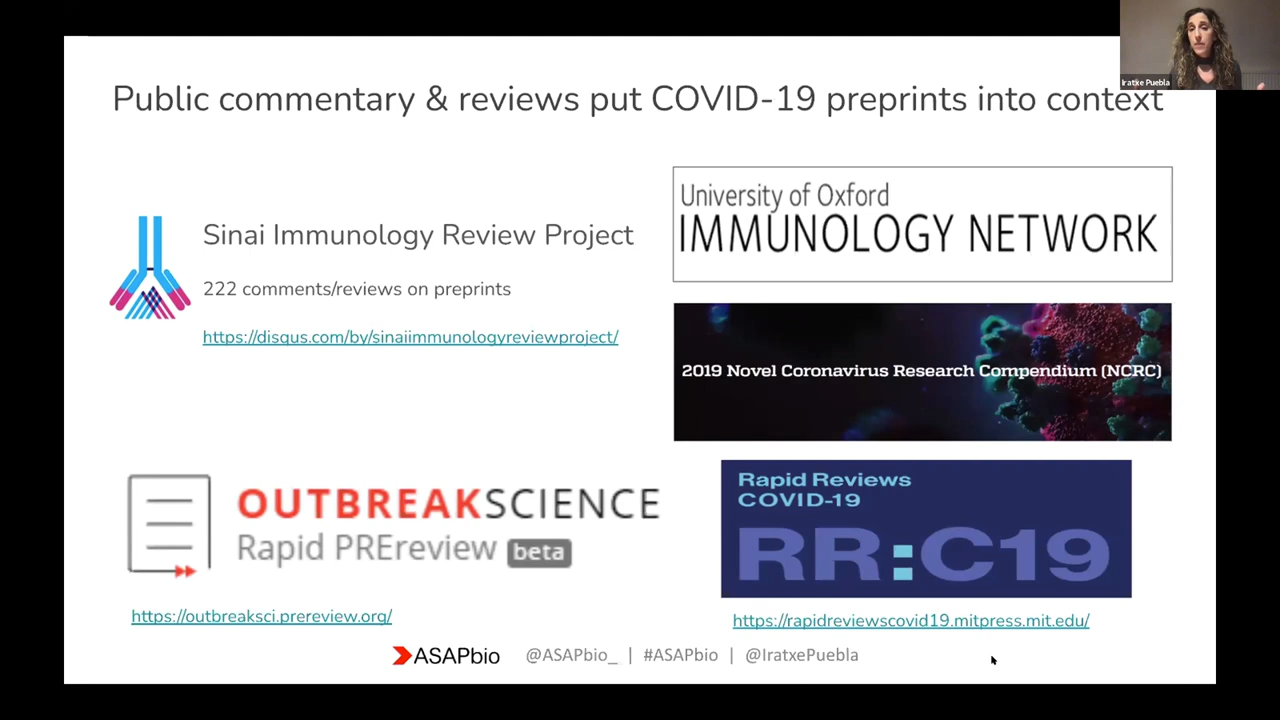 Iratxe Puebla
Public commentary & reviews put COVID-19 preprints into context
Sinai Immunology Review Project
222 comments/reviews on preprints
https://disqus.com/by/sinaiimmunologyreviewproject/
University of Oxford
IMMUNOLOGY NETWORK
2019 Novel Coronavirus Research Compendium (NCRC)
OUTBREAKSCIENCE
Rapid PREreview beta
https://outbreaksci.prereview.org/
Rapid Reviews
COVID-19
RR:C19
https://rapidreviewscovid19.mitpress.mit.edu/
ASAPbio @ASAPbio_ | #ASAPbio | @IratxePuebla